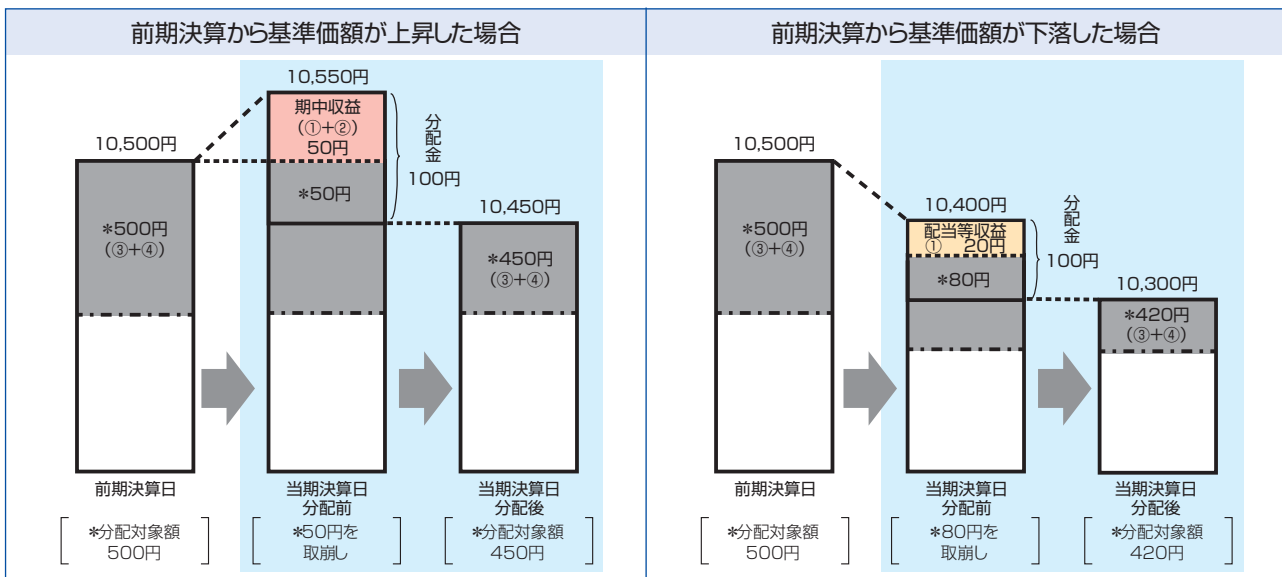 前期決算から基準価額が上昇した場合
10,550円
期中収益
(①+②)
50円
分配金
100円
10,500円
*500円
(③+④)
*50円
10,450円
*450円
(③+④)
前期決算日
当期決算日
分配前
当期決算日
分配後
*分配対象額
500円
*50円を
取崩し
*分配対象額
450円
前期決算から基準価額が下落した場合
10,500円
*500円
(③+④)
10,400円
配当等収益
① 20円
分配金
100円
*80円
10,300円
*420円
(③+④)
前期決算日
当期決算日
分配前
当期決算日
分配後
*分配対象額
500円
*80円を
取崩し
*分配対象額
420円